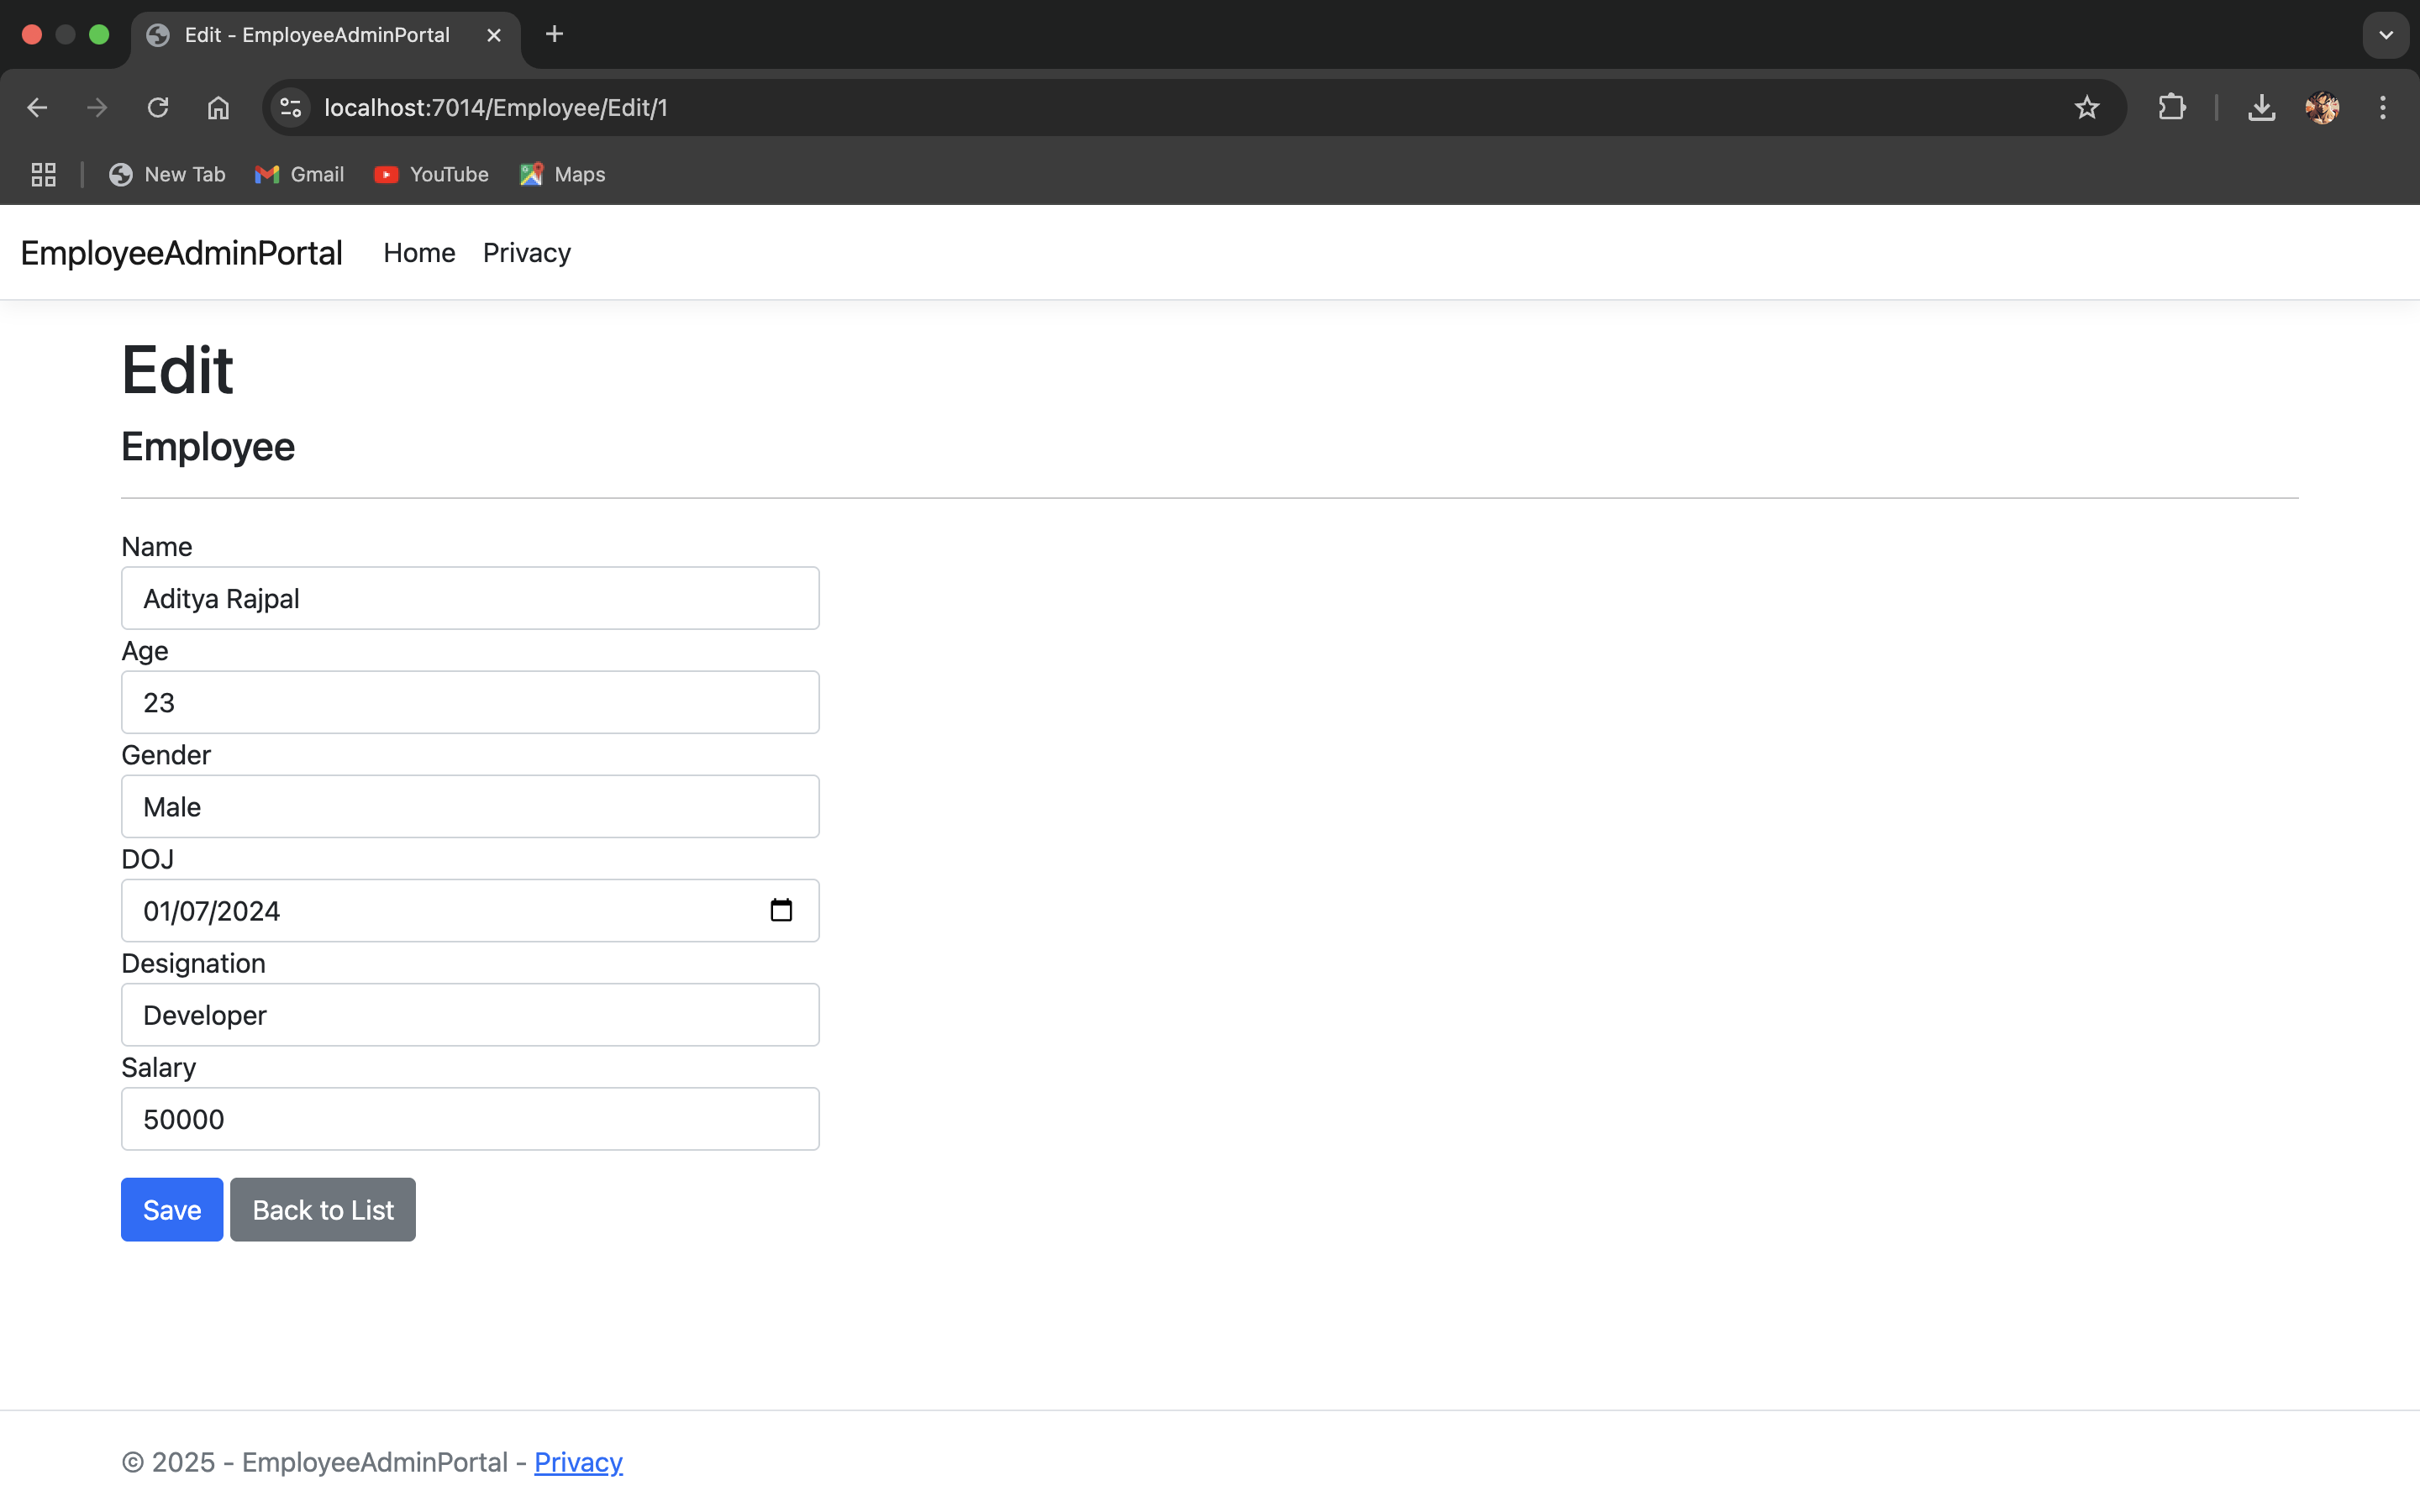 Edit - EmployeeAdminPortal
localhost:7014/Employee/Edit/1
New Tab Gmail YouTube Maps
EmployeeAdminPortal Home Privacy
Edit
Employee
Name
Aditya Rajpal
Age
23
Gender
Male
DOJ
01/07/2024
Designation
Developer
Salary
50000
Save Back to List
© 2025 - EmployeeAdminPortal - Privacy